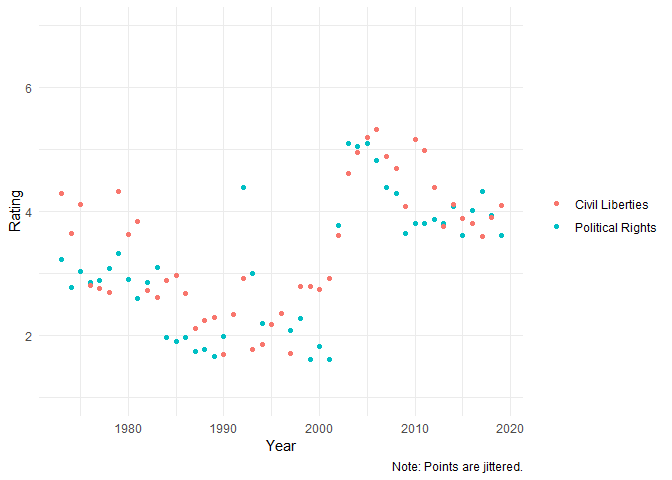 6
4
2
Rating
1980 1990 2000 2010 2020
Year
Civil Liberties
Political Rights
Note: Points are jittered.